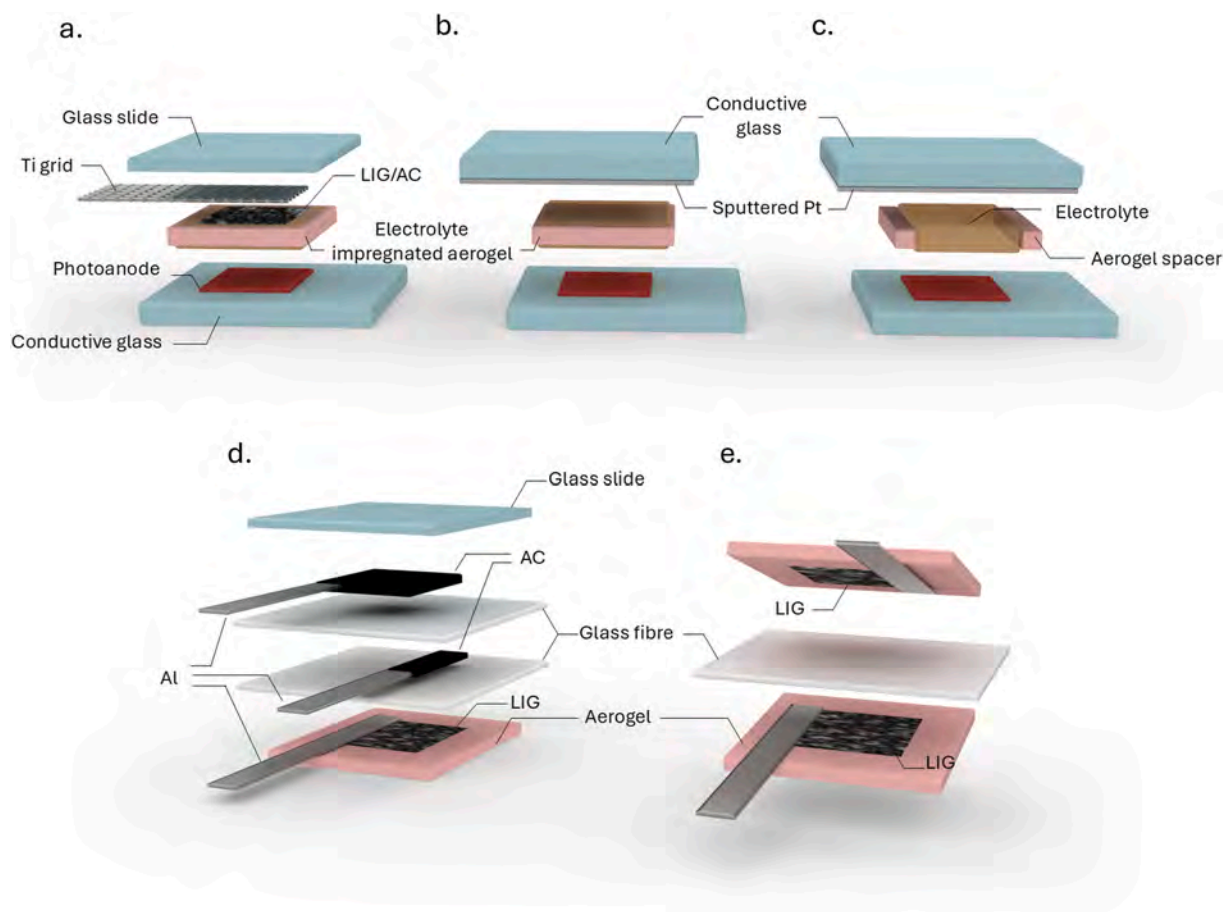 a.
b.
c.
Glass slide
Ti grid
LIG/AC
Electrolyte
impregnated aerogel
Photoanode
Conductive glass
Conductive
glass
Sputtered Pt
Electrolyte
Aerogel spacer
d.
e.
Glass slide
AC
Glass fibre
Al
LIG
Aerogel
LIG
LIG